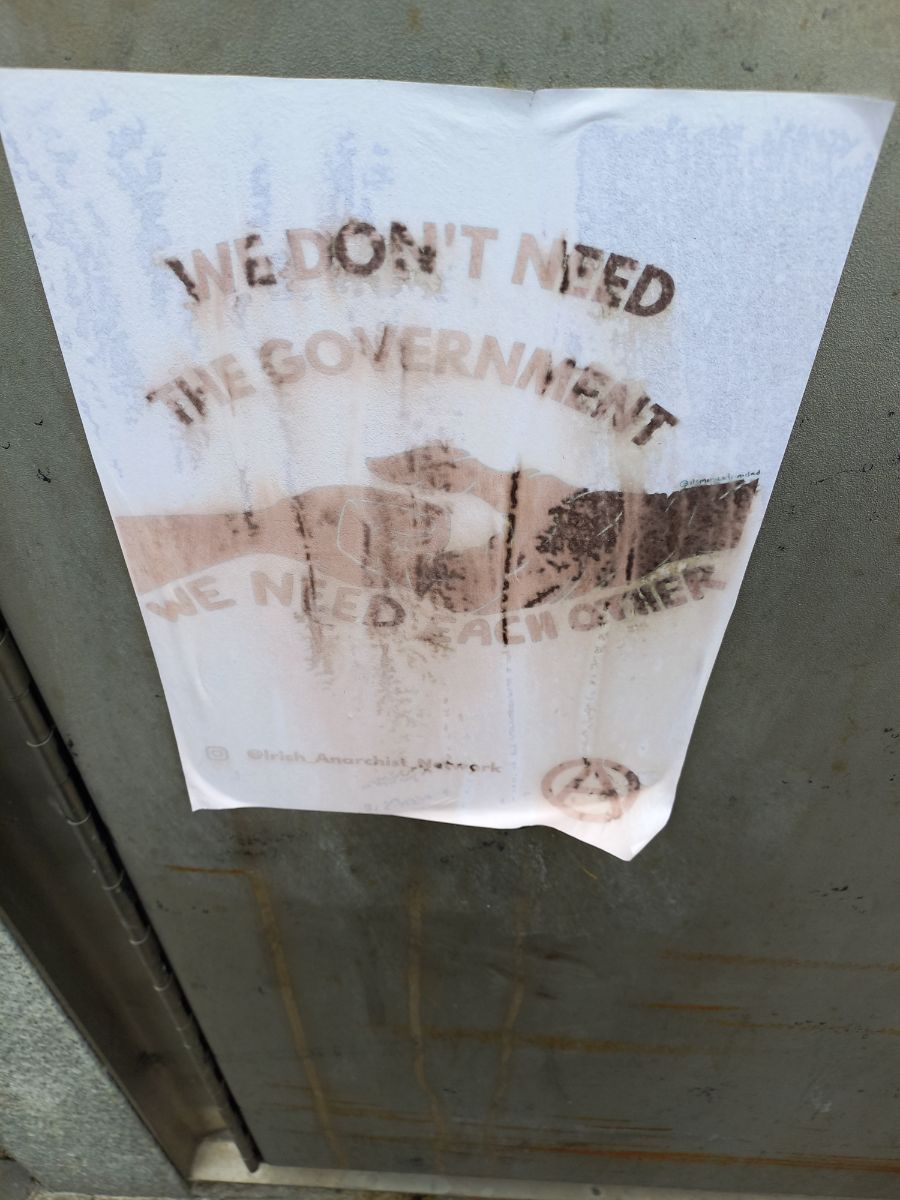 WE DON'T NEED
THE GOVERNMENT
WE NEED EACH OTHER
@Irish_Anarchist_Network